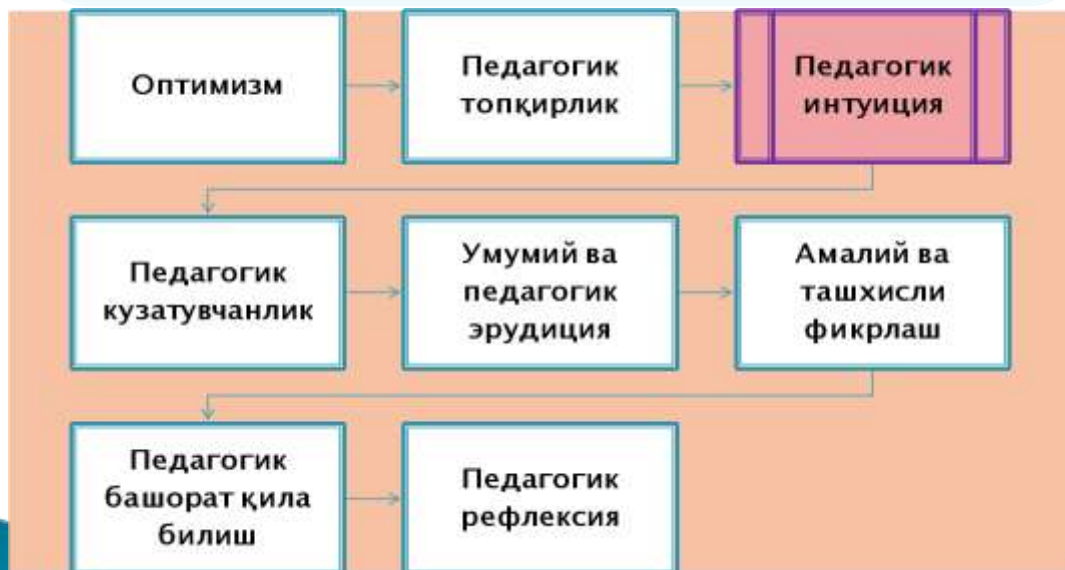 Оптимизм
Педагогик
топқирлик
Педагогик
интуиция
Педагогик
кузатувчанлик
Умумий ва
педагогик
эрудиция
Амалий ва
ташхисли
фикрлаш
Педагогик
башорат қила
билиш
Педагогик
рефлексия